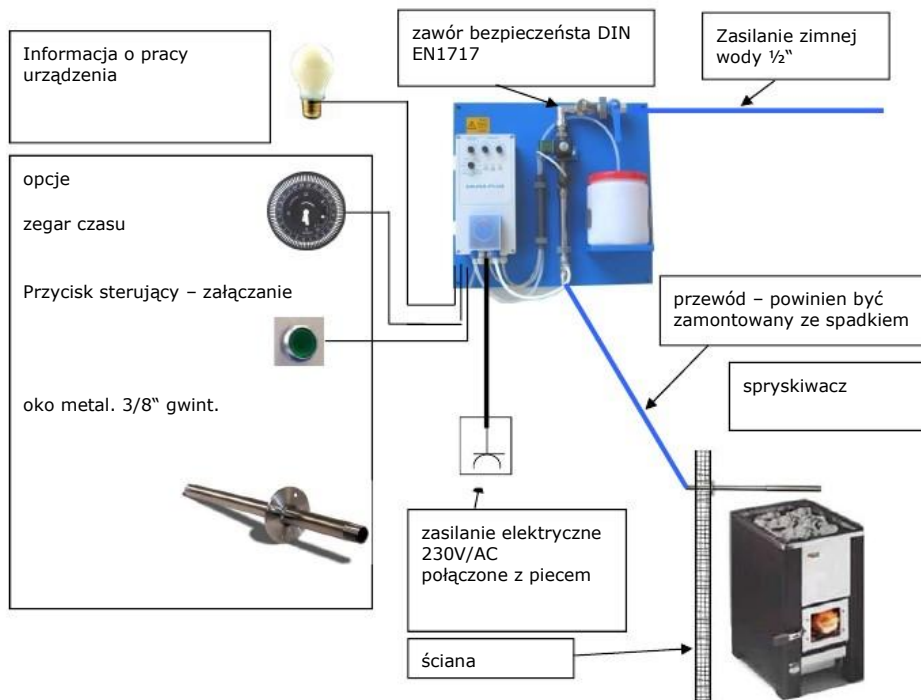 Informacja o pracy
urządzenia
zawór bezpieczeństa DIN
EN1717
Zasilanie zimnej
wody ½“
opcje
zegar czasu
Przycisk sterujący – załączanie
oko metal. 3/8“ gwint.
przewód – powinien być
zamontowany ze spadkiem
spryskiwacz
zasilanie elektryczne
230V/AC
połączone z piecem
ściana